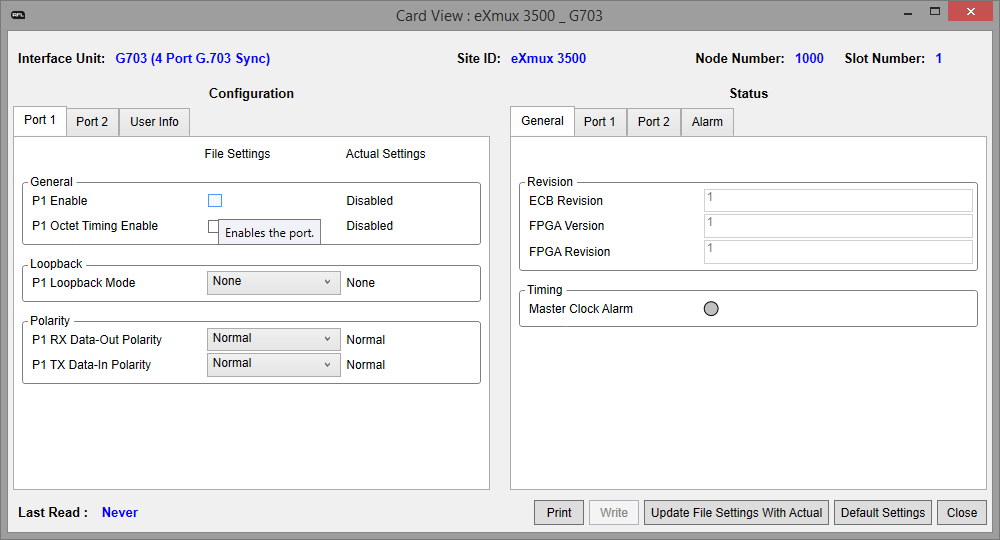 AFL
Card View : eXmux 3500 _ G703
Interface Unit: G703 (4 Port G.703 Sync) Site ID: eXmux 3500 Node Number: 1000 Slot Number: 1
Configuration
Port 1 Port 2 User Info
File Settings Actual Settings
General
P1 Enable Disabled
P1 Octet Timing Enable Disabled
Enables the port.
Loopback
P1 Loopback Mode None None
Polarity
P1 RX Data-Out Polarity Normal Normal
P1 TX Data-In Polarity Normal Normal
Status
General Port 1 Port 2 Alarm
Revision
ECB Revision 1
FPGA Version 1
FPGA Revision 1
Timing
Master Clock Alarm
Last Read : Never
Print Write Update File Settings With Actual Default Settings Close